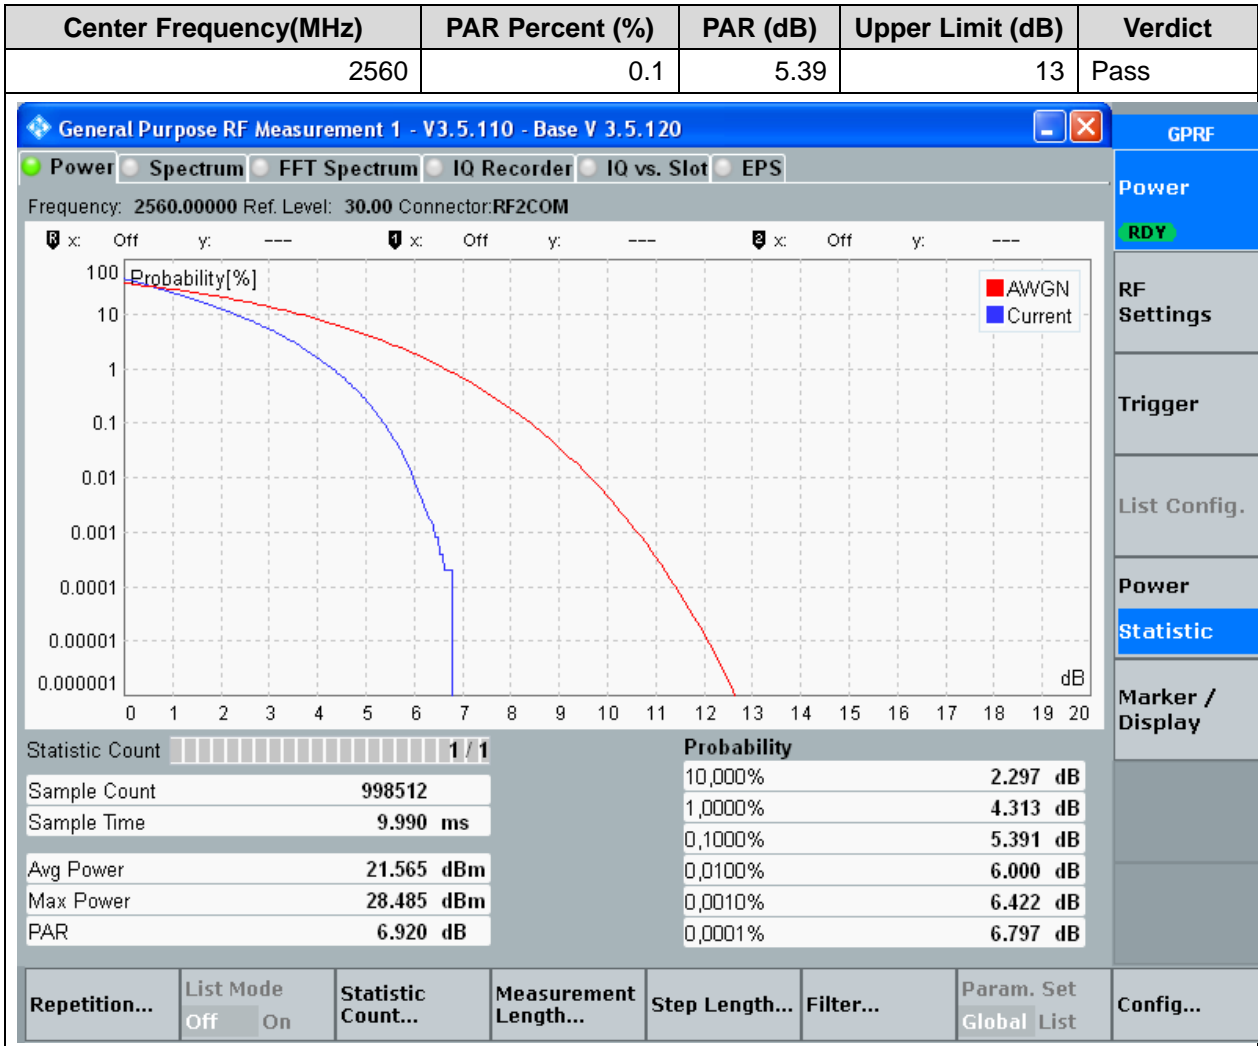 Center Frequency(MHz) PAR Percent (%) PAR (dB) Upper Limit (dB) Verdict
2560 0.1 5.39 13 Pass
General Purpose RF Measurement 1 - V3.5.110 - Base V 3.5.120
GPRF
Power Spectrum FFT Spectrum IQ Recorder IQ vs. Slot EPS
Frequency: 2560.00000 Ref. Level: 30.00 Connector:RF2COM
R x: Off y: --- 1 x: Off y: --- 2 x: Off y: ---
Probability[%]
100
10
1
0.1
0.01
0.001
0.0001
0.00001
0.000001
AWGN
Current
dB
0 1 2 3 4 5 6 7 8 9 10 11 12 13 14 15 16 17 18 19 20
Statistic Count 1 / 1
Sample Count 998512
Sample Time 9.990 ms
Avg Power 21.565 dBm
Max Power 28.485 dBm
PAR 6.920 dB
Probability
10,000% 2.297 dB
1,0000% 4.313 dB
0,1000% 5.391 dB
0,0100% 6.000 dB
0,0010% 6.422 dB
0,0001% 6.797 dB
Power
RDY
RF
Settings
Trigger
List Config.
Power
Statistic
Marker /
Display
Repetition...
List Mode
Off On
Statistic
Count...
Measurement
Length...
Step Length...
Filter...
Param. Set
Global List
Config...